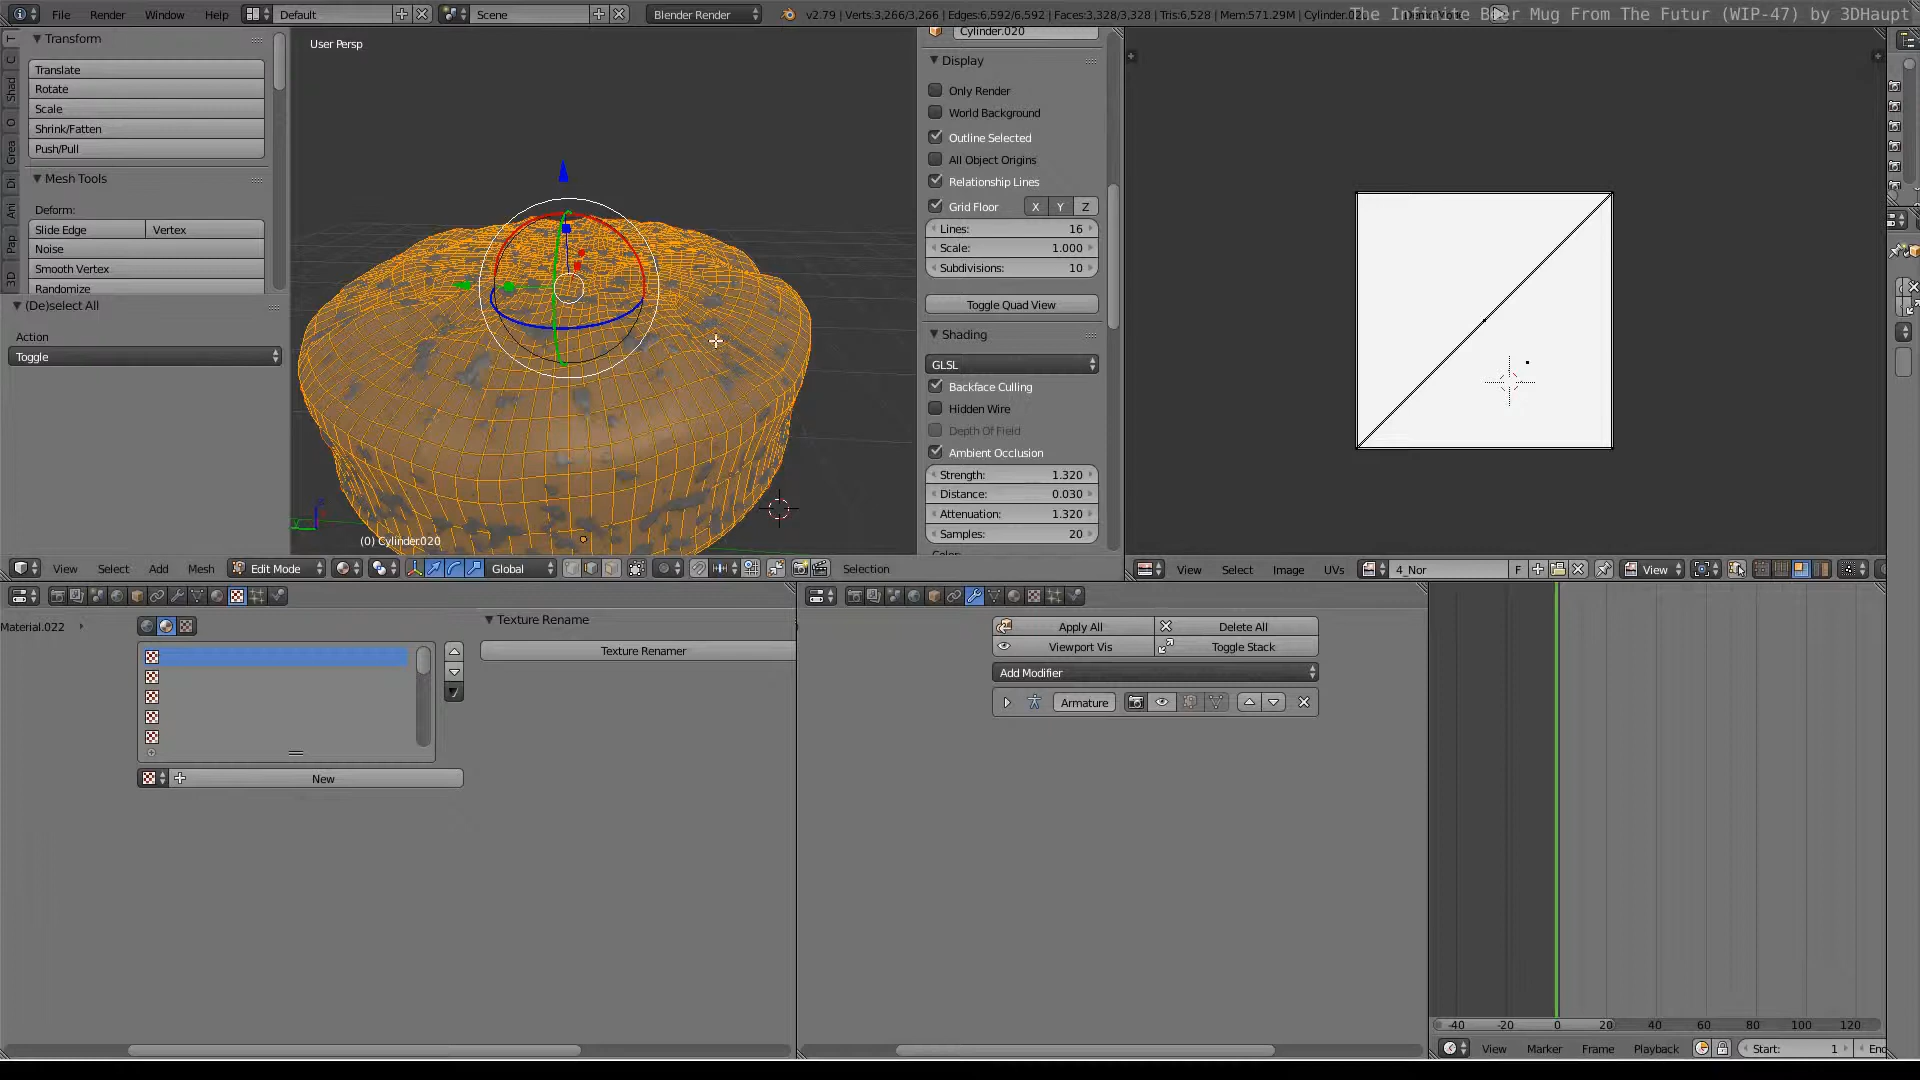 File Render Window Help Default Scene Blender Render v2.79 | Verts:3,266/3,266 | Edges:6,592/6,592 | Faces:3,328/3,328 | Tris:6,528 | Mem:571.29M | Cylinder.02
The Infinite Beer Mug From The Futur (WIP-47) by 3DHaupt
Transform
Translate
Rotate
Scale
Shrink/Fatten
Push/Pull
Mesh Tools
Deform:
Slide Edge Vertex
Noise
Smooth Vertex
Randomize
(De)select All
Action
Toggle
T
C
Shad
O
Grea
Di
Ani
Pap
3D
User Persp
(0) Cylinder.020
Cylinder.020
Display
Only Render
World Background
Outline Selected
All Object Origins
Relationship Lines
Grid Floor X Y Z
Lines: 16
Scale: 1.000
Subdivisions: 10
Toggle Quad View
Shading
GLSL
Backface Culling
Hidden Wire
Depth Of Field
Ambient Occlusion
Strength: 1.320
Distance: 0.030
Attenuation: 1.320
Samples: 20
View Select Add Mesh Edit Mode Global Selection
View Select Image UVs 4_Nor F View
Material.022
New
Texture Rename
Texture Renamer
Apply All Delete All
Viewport Vis Toggle Stack
Add Modifier
Armature
-40 -20 0 20 40 60 80 100 120
View Marker Frame Playback Start: 1 End